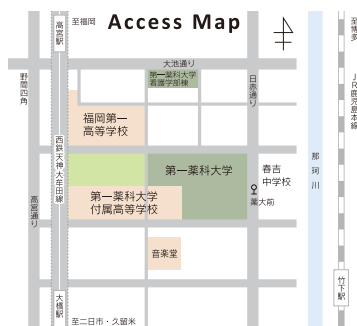 Access Map
至福岡
高宮駅
至博多
大池通り
第一薬科大学
看護学部棟
野間四角
日赤通り
JR鹿児島本線
福岡第一
高等学校
西鉄天神大牟田線
第一薬科大学
春吉
中学校
那珂川
薬大前
第一薬科大学
付属高等学校
高宮通り
音楽堂
竹下駅
大橋駅
至二日市・久留米